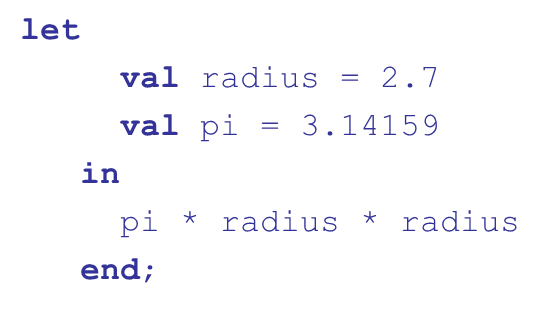 let
val radius = 2.7
val pi = 3.14159
in
pi * radius * radius
end;